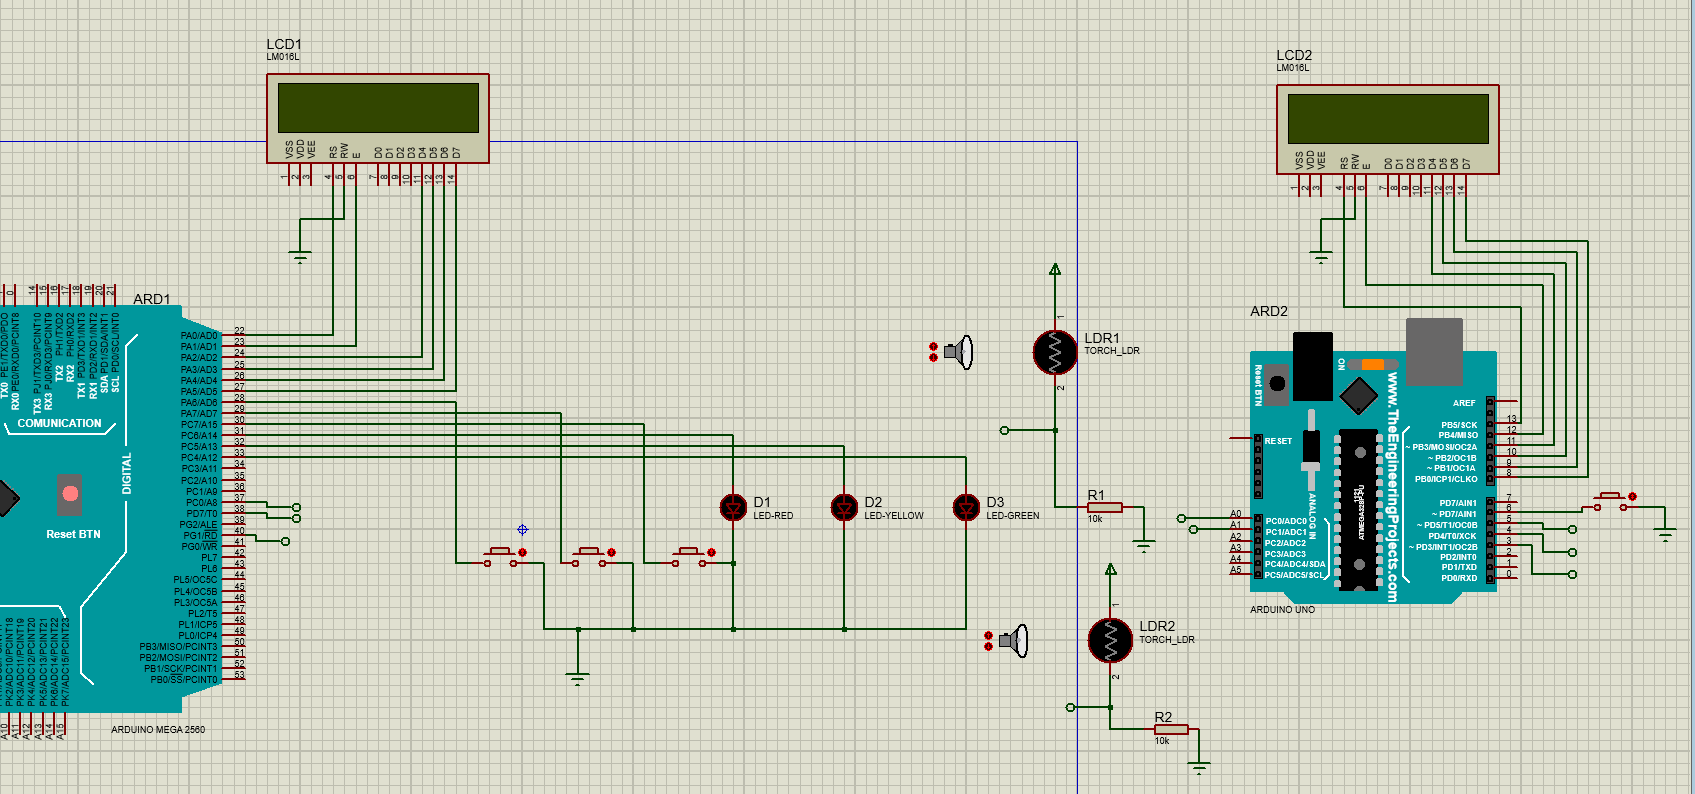 LCD1
LM016L
VSS
VDD
VEE
RS
RW
E
D0
D1
D2
D3
D4
D5
D6
D7
1
2
3
4
5
6
7
8
9
10
11
12
13
14
LCD2
LM016L
VSS
VDD
VEE
RS
RW
E
D0
D1
D2
D3
D4
D5
D6
D7
1
2
3
4
5
6
7
8
9
10
11
12
13
14
ARD1
0
14
15
16
17
18
19
20
21
TX0 PE1/TXD0/PDO
RX0 PE0/RXD0/PCINT8
TX3 PJ1/TXD3/PCINT10
RX3 PJ0/RXD3/PCINT9
TX2 PH1/TXD2
RX2 PH0/RXD2
TX1 PD3/TXD1/INT3
RX1 PD2/RXD1/INT2
SDA PD1/SDA/INT1
SCL PD0/SCL/INT0
COMUNICATION
DIGITAL
Reset BTN
PA0/AD0 22
PA1/AD1 23
PA2/AD2 24
PA3/AD3 25
PA4/AD4 26
PA5/AD5 27
PA6/AD6 28
PA7/AD7 29
PC7/A15 30
PC6/A14 31
PC5/A13 32
PC4/A12 33
PC3/A11 34
PC2/A10 35
PC1/A9 36
PC0/A8 37
PD7/T0 38
PG2/ALE 39
PG1/RD 40
PG0/WR 41
PL7 42
PL6 43
PL5/OC5C 44
PL4/OC5B 45
PL3/OC5A 46
PL2/T5 47
PL1/ICP5 48
PL0/ICP4 49
PB3/MISO/PCINT3 50
PB2/MOSI/PCINT2 51
PB1/SCK/PCINT1 52
PB0/SS/PCINT0 53
PK2/ADC10/PCINT18
PK3/ADC11/PCINT19
PK4/ADC12/PCINT20
PK5/ADC13/PCINT21
PK6/ADC14/PCINT22
PK7/ADC15/PCINT23
A10
A11
A12
A13
A14
A15
ARDUINO MEGA 2560
D1
LED-RED
D2
LED-YELLOW
D3
LED-GREEN
1
LDR1
TORCH_LDR
2
R1
10k
1
LDR2
TORCH_LDR
2
R2
10k
ARD2
Reset BTN
ON
www.TheEngineeringProjects.com
RESET
ANALOG IN
AREF
PB5/SCK 13
PB4/MISO 12
~ PB3/MOSI/OC2A 11
~ PB2/OC1B 10
~ PB1/OC1A 9
PB0/ICP1/CLKO 8
PD7/AIN1 7
~ PD7/AIN1 6
~ PD5/T1/OC0B 5
PD4/T0/XCK 4
~ PD3/INT1/OC2B 3
PD2/INT0 2
PD1/TXD 1
PD0/RXD 0
A0 PC0/ADC0
A1 PC1/ADC1
A2 PC2/ADC2
A3 PC3/ADC3
A4 PC4/ADC4/SDA
A5 PC5/ADC5/SCL
1121
ARDUINO UNO